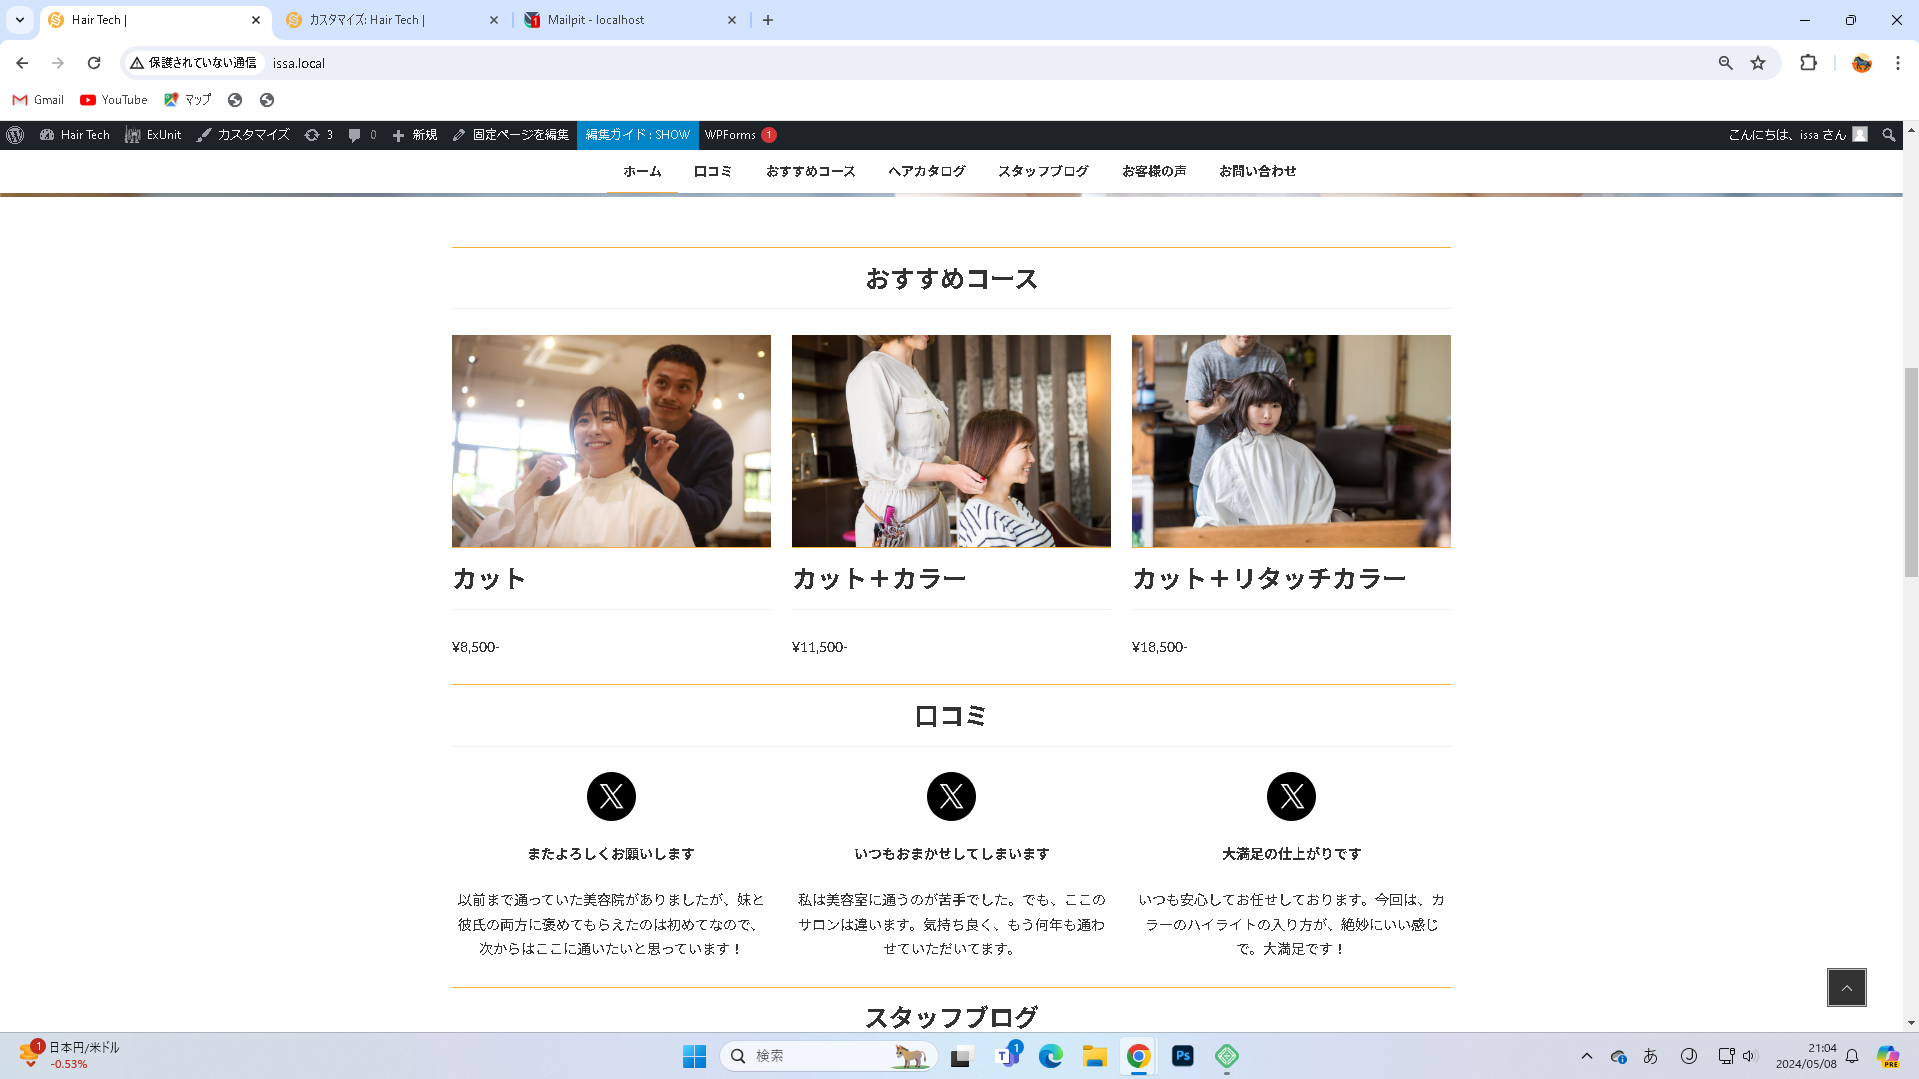 Hair Tech |
カスタマイズ: Hair Tech |
1
Mailpit - localhost
保護されていない通信
issa.local
Gmail
YouTube
マップ
Hair Tech
ExUnit
カスタマイズ
3
0
新規
固定ページを編集
編集ガイド : SHOW
WPForms 1
こんにちは、issa さん
ホーム
口コミ
おすすめコース
ヘアカタログ
スタッフブログ
お客様の声
お問い合わせ
おすすめコース
カット
カット＋カラー
カット＋リタッチカラー
¥8,500-
¥11,500-
¥18,500-
口コミ
またよろしくお願いします
いつもおまかせしてしまいます
大満足の仕上がりです
以前まで通っていた美容院がありましたが、妹と
彼氏の両方に褒めてもらえたのは初めてなので、
次からはここに通いたいと思っています！
私は美容室に通うのが苦手でした。でも、ここの
サロンは違います。気持ち良く、もう何年も通わ
せていただいてます。
いつも安心してお任せしております。今回は、カ
ラーのハイライトの入り方が、絶妙にいい感じ
で。大満足です！
スタッフブログ
1
日本円/米ドル
-0.53%
検索
T
1
Ps
あ
21:04
2024/05/08
PRE